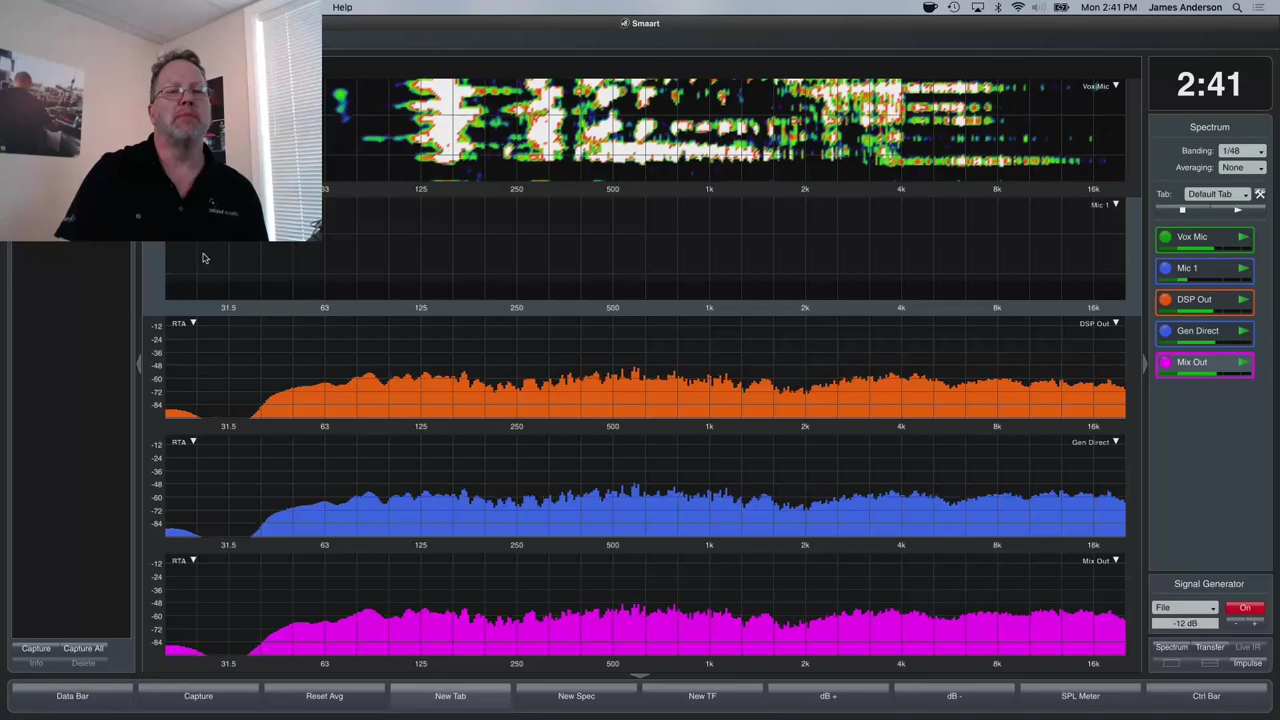 Help
Mon 2:41 PM James Anderson
Smaart
Vox Mic
63 125 250 500 1k 2k 4k 8k 16k
2:41
Spectrum
Banding: 1/48
Averaging: None
Tab: Default Tab
Vox Mic
Mic 1
DSP Out
Gen Direct
Mix Out
Mic 1
31.5 63 125 250 500 1k 2k 4k 8k 16k
RTA DSP Out
-12
-24
-36
-48
-60
-72
-84
31.5 63 125 250 500 1k 2k 4k 8k 16k
RTA Gen Direct
-12
-24
-36
-48
-60
-72
-84
31.5 63 125 250 500 1k 2k 4k 8k 16k
RTA Mix Out
-12
-24
-36
-48
-60
-72
-84
31.5 63 125 250 500 1k 2k 4k 8k 16k
Signal Generator
File On
-12 dB - +
Spectrum Transfer Live IR
Impulse
Capture Capture All
Info Delete
Data Bar Capture Reset Avg New Tab New Spec New TF dB + dB - SPL Meter Ctrl Bar